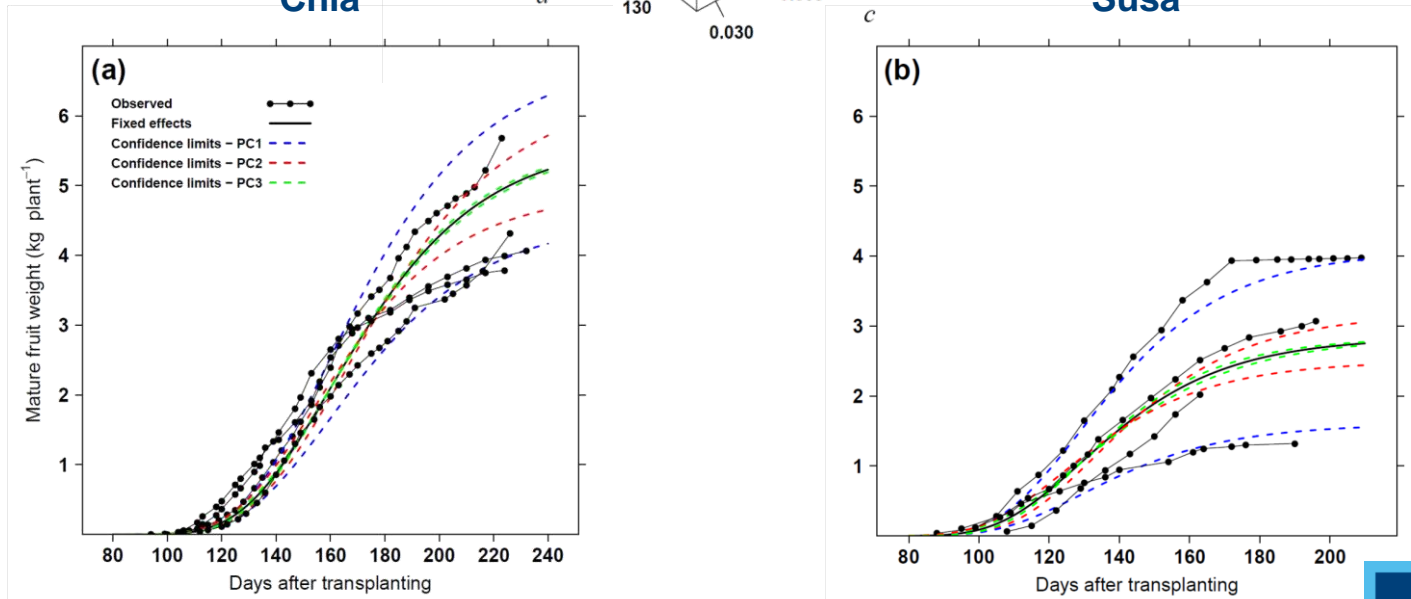 Chia
Susa
a
130
0.030
c
(a)
Observed
Fixed effects
Confidence limits – PC1
Confidence limits – PC2
Confidence limits – PC3
6
5
4
3
2
1
Mature fruit weight (kg plant⁻¹)
80 100 120 140 160 180 200 220 240
Days after transplanting
(b)
6
5
4
3
2
1
80 100 120 140 160 180 200
Days after transplanting